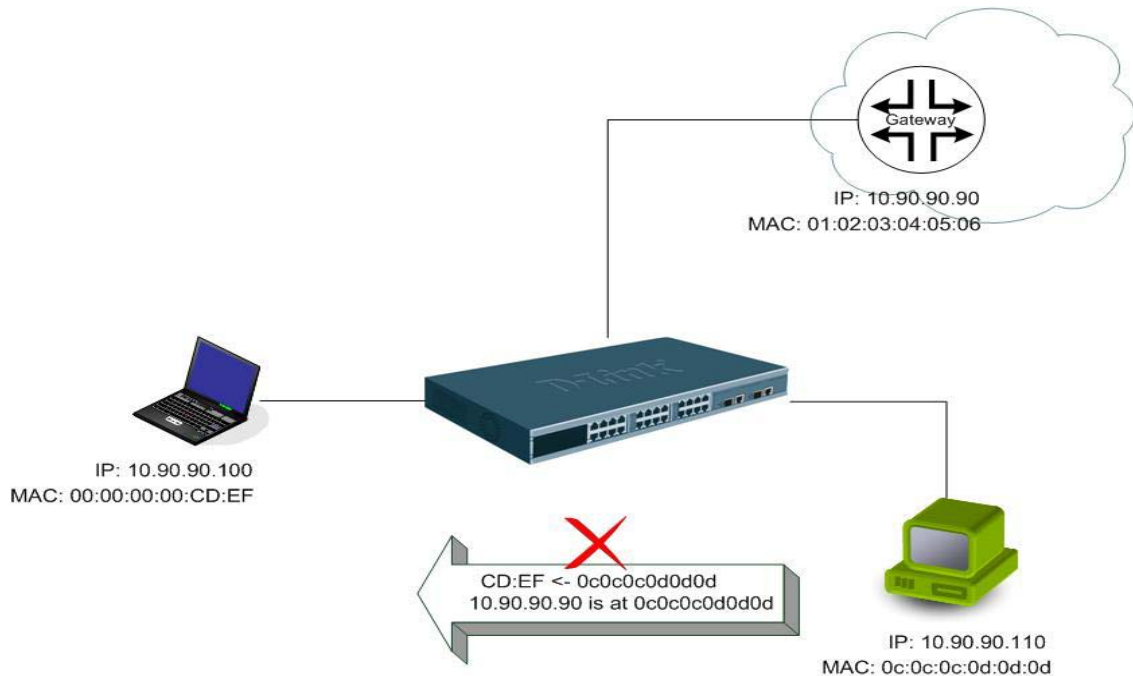 Gateway
IP: 10.90.90.90
MAC: 01:02:03:04:05:06
D-Link
IP: 10.90.90.100
MAC: 00:00:00:00:CD:EF
CD:EF <- 0c0c0c0d0d0d
10.90.90.90 is at 0c0c0c0d0d0d
IP: 10.90.90.110
MAC: 0c:0c:0c:0d:0d:0d